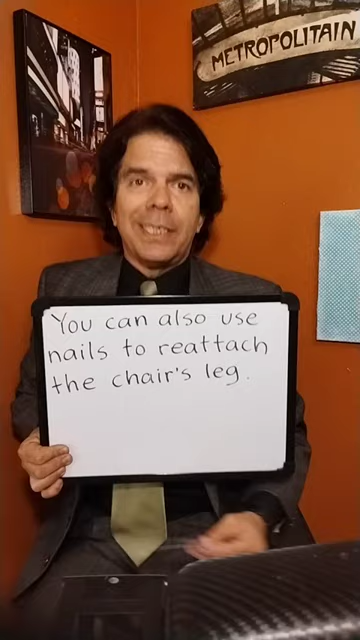 METROPOLITAIN
You can also use
nails to reattach
the chair's leg.